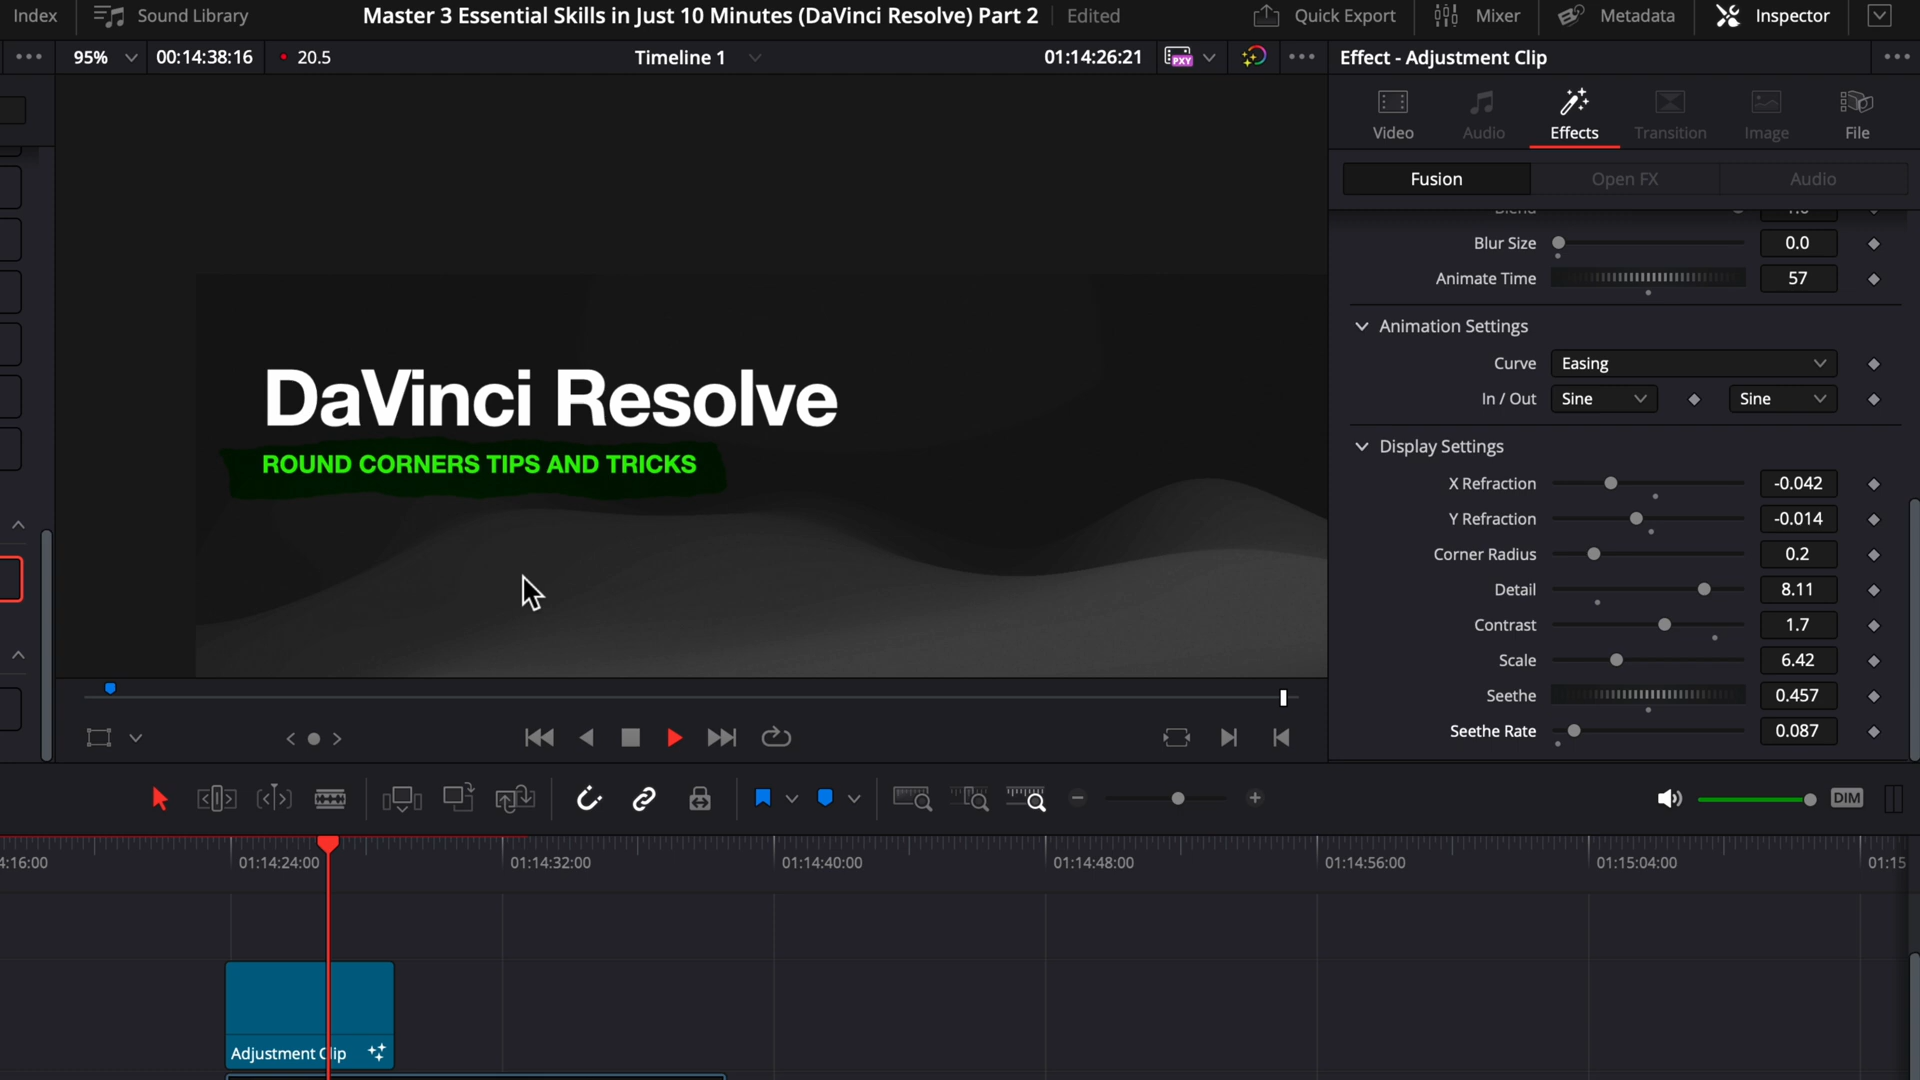 Index
Sound Library
Master 3 Essential Skills in Just 10 Minutes (DaVinci Resolve) Part 2
Edited
Quick Export
Mixer
Metadata
Inspector
95%
00:14:38:16
20.5
Timeline 1
01:14:26:21
PXY
Effect - Adjustment Clip
Video
Audio
Effects
Transition
Image
File
Fusion
Open FX
Audio
Blend
1.0
Blur Size
0.0
Animate Time
57
Animation Settings
Curve
Easing
In / Out
Sine
Sine
Display Settings
X Refraction
-0.042
Y Refraction
-0.014
Corner Radius
0.2
Detail
8.11
Contrast
1.7
Scale
6.42
Seethe
0.457
Seethe Rate
0.087
DaVinci Resolve
ROUND CORNERS TIPS AND TRICKS
DIM
4:16:00
01:14:24:00
01:14:32:00
01:14:40:00
01:14:48:00
01:14:56:00
01:15:04:00
01:15
Adjustment Clip